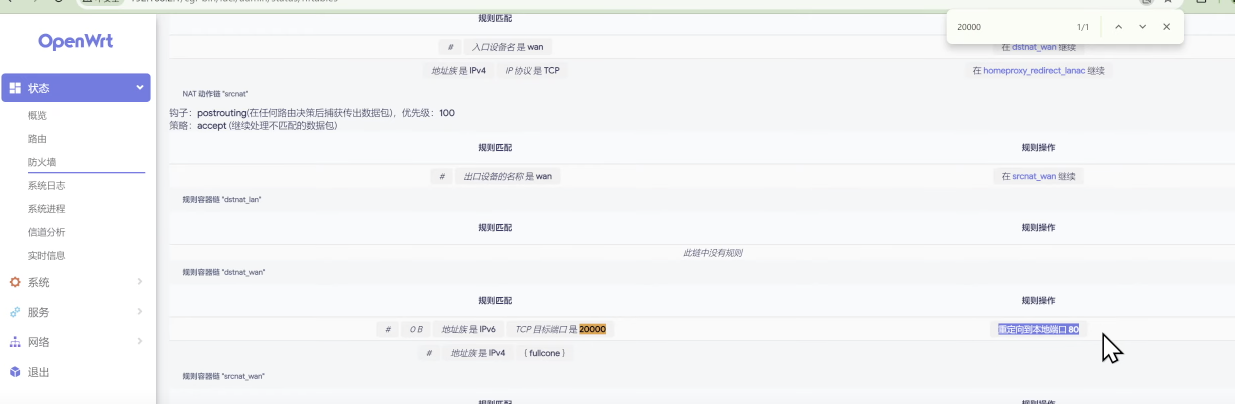 20000 1/1
OpenWrt
状态
概览
路由
防火墙
系统日志
系统进程
信道分析
实时信息
系统
服务
网络
退出
规则匹配
# 入口设备名 是 wan 在 dstnat_wan 继续
地址族 是 IPv4 IP 协议 是 TCP 在 homeproxy_redirect_lanac 继续
NAT 动作链 "srcnat"
钩子: postrouting(在任何路由决策后捕获传出数据包), 优先级: 100
策略: accept (继续处理不匹配的数据包)
规则匹配 规则操作
# 出口设备的名称 是 wan 在 srcnat_wan 继续
规则容器链 "dstnat_lan"
规则匹配 规则操作
此链中没有规则
规则容器链 "dstnat_wan"
规则匹配 规则操作
# 0 B 地址族 是 IPv6 TCP 目标端口 是 20000 重定向到本地端口 80
# 地址族 是 IPv4 { fullcone }
规则容器链 "srcnat_wan"
规则匹配 规则操作